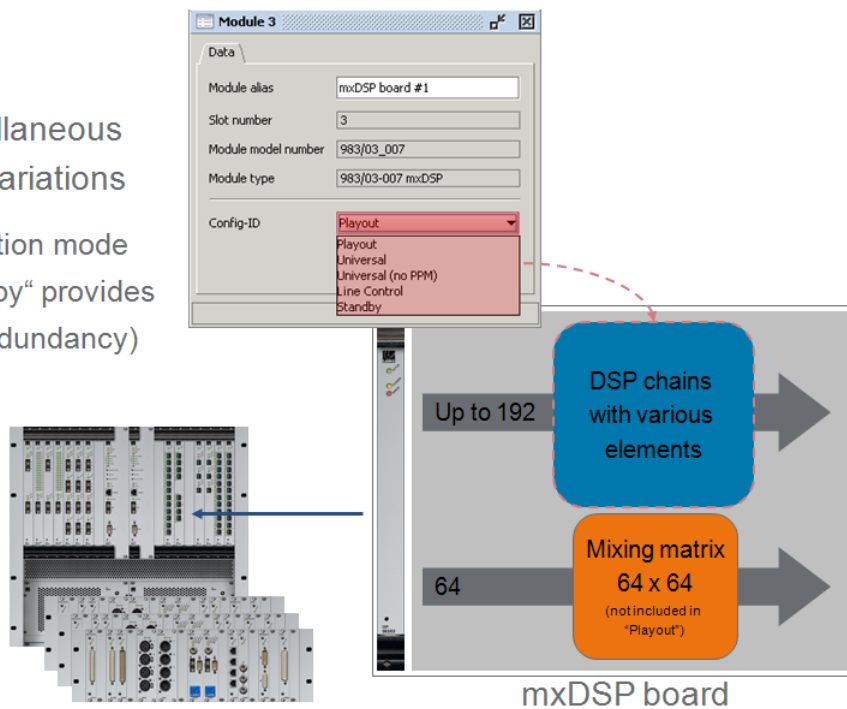 Module 3
Data
Module alias
mxDSP board #1
Slot number
3
Module model number
983/03_007
Module type
983/03-007 mxDSP
Config-ID
Playout
Playout
Universal
Universal (no PPM)
Line Control
Standby
llaneous
ariations
tion mode
by“ provides
edundancy)
Up to 192
DSP chains
with various
elements
64
Mixing matrix
64 x 64
(not included in
“Playout”)
mxDSP board